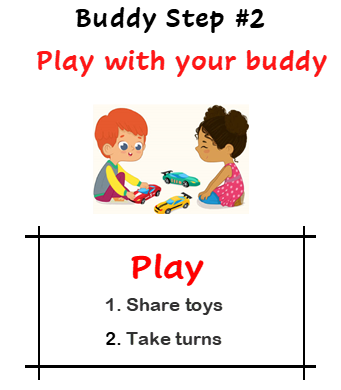 Buddy Step #2
Play with your buddy
Play
1. Share toys
2. Take turns